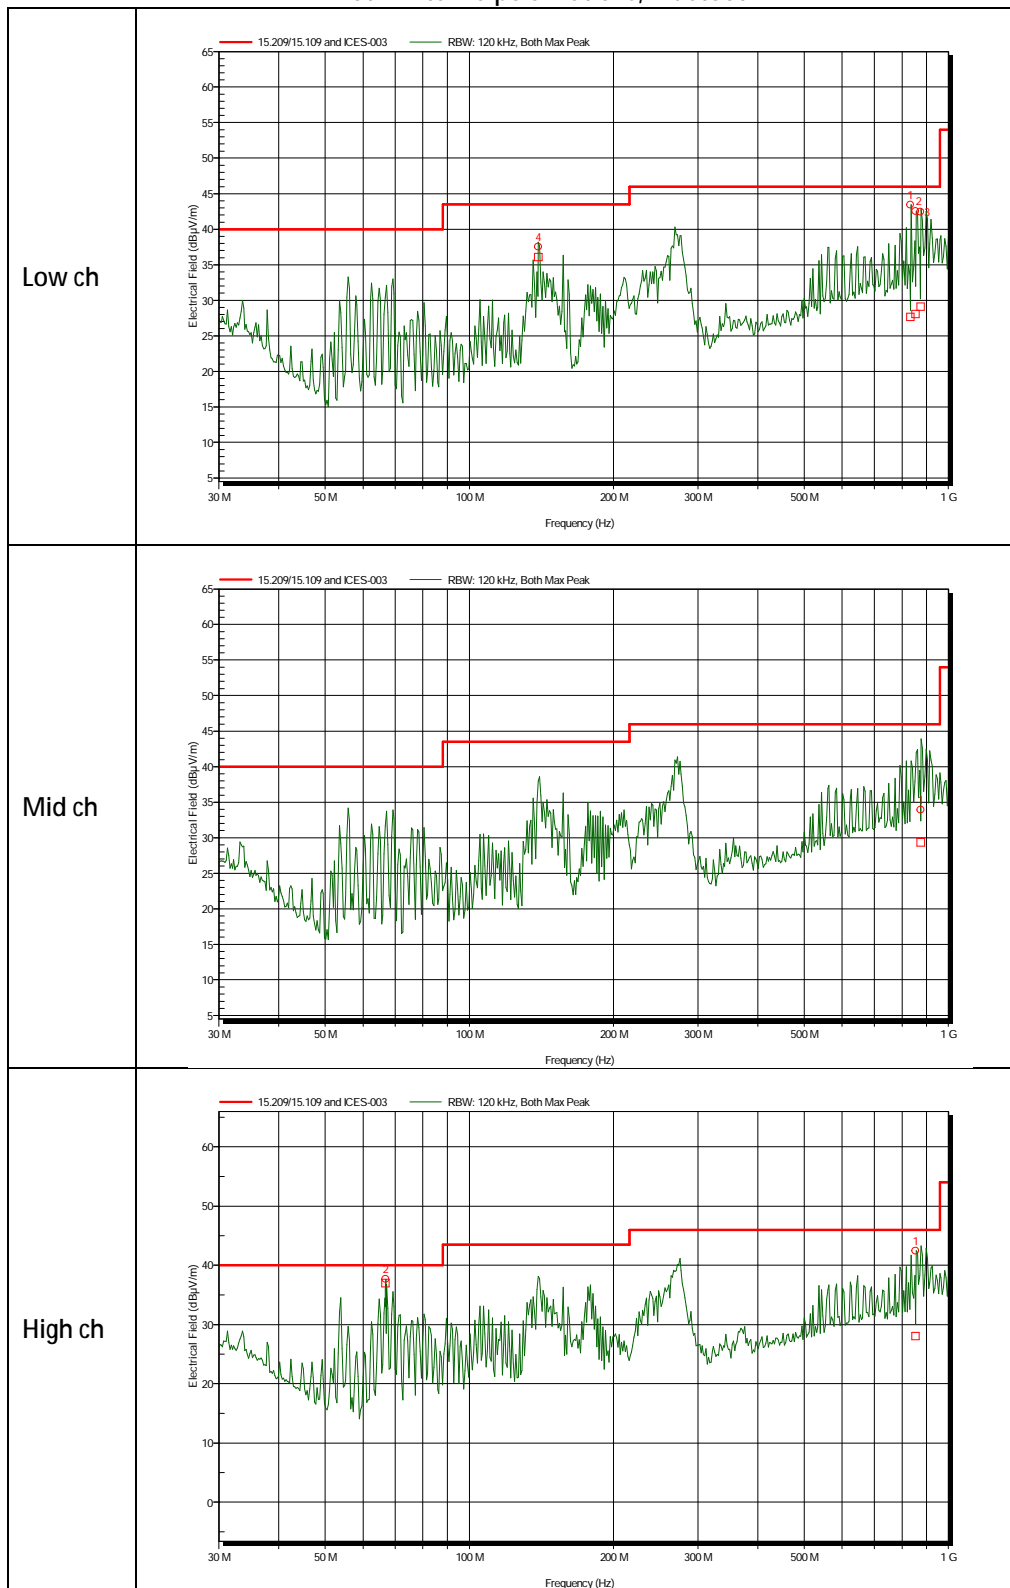 15.209/15.109 and ICES-003 RBW: 120 kHz, Both Max Peak
65
60
55
50
45
40
35
30
25
20
15
10
5
Electrical Field (dBµV/m)
1
2
3
4
Low ch
30 M 50 M 100 M 200 M 300 M 500 M 1 G
Frequency (Hz)
15.209/15.109 and ICES-003 RBW: 120 kHz, Both Max Peak
65
60
55
50
45
40
35
30
25
20
15
10
5
Electrical Field (dBµV/m)
Mid ch
30 M 50 M 100 M 200 M 300 M 500 M 1 G
Frequency (Hz)
15.209/15.109 and ICES-003 RBW: 120 kHz, Both Max Peak
60
50
40
30
20
10
0
Electrical Field (dBµV/m)
1
2
High ch
30 M 50 M 100 M 200 M 300 M 500 M 1 G
Frequency (Hz)